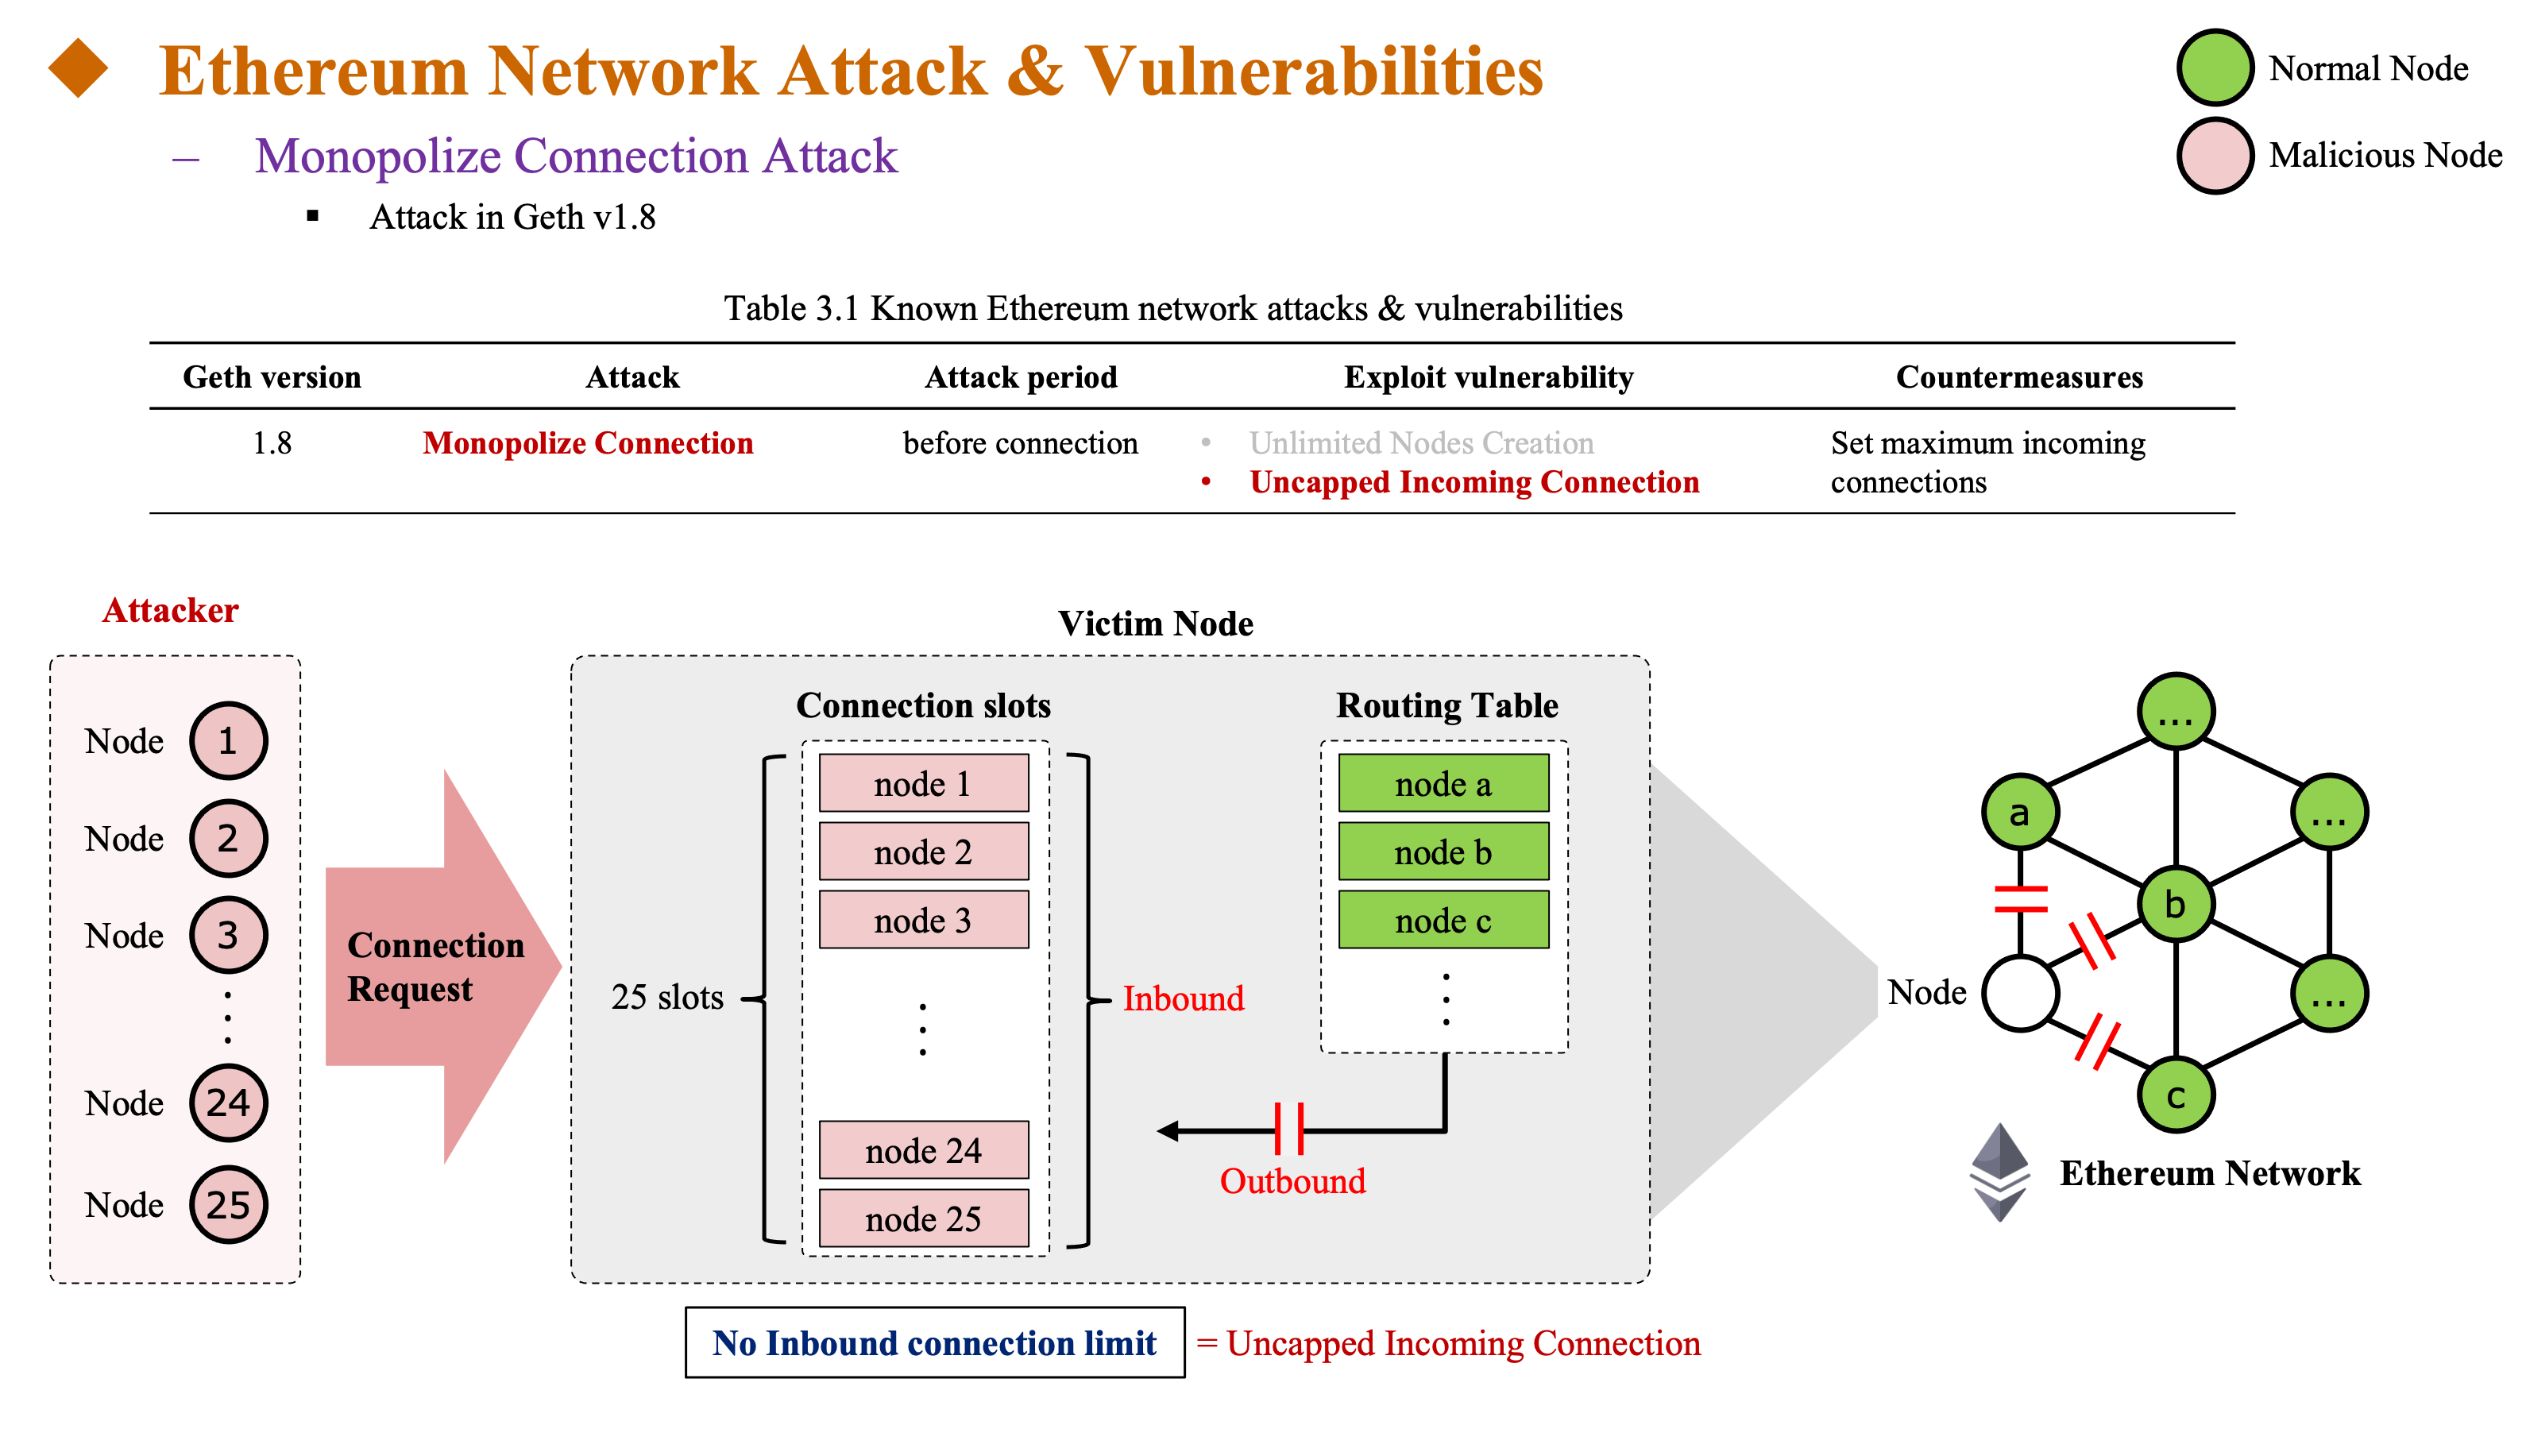 Ethereum Network Attack & Vulnerabilities
– Monopolize Connection Attack
▪ Attack in Geth v1.8
Normal Node
Malicious Node
Table 3.1 Known Ethereum network attacks & vulnerabilities
Geth version Attack Attack period Exploit vulnerability Countermeasures
1.8 Monopolize Connection before connection • Unlimited Nodes Creation Set maximum incoming
• Uncapped Incoming Connection connections
Attacker
Node 1
Node 2
Node 3
⋮
Node 24
Node 25
Connection
Request
Victim Node
Connection slots
25 slots
node 1
node 2
node 3
⋮
node 24
node 25
Inbound
Routing Table
node a
node b
node c
⋮
Outbound
No Inbound connection limit = Uncapped Incoming Connection
...
a
...
b
Node
...
c
Ethereum Network